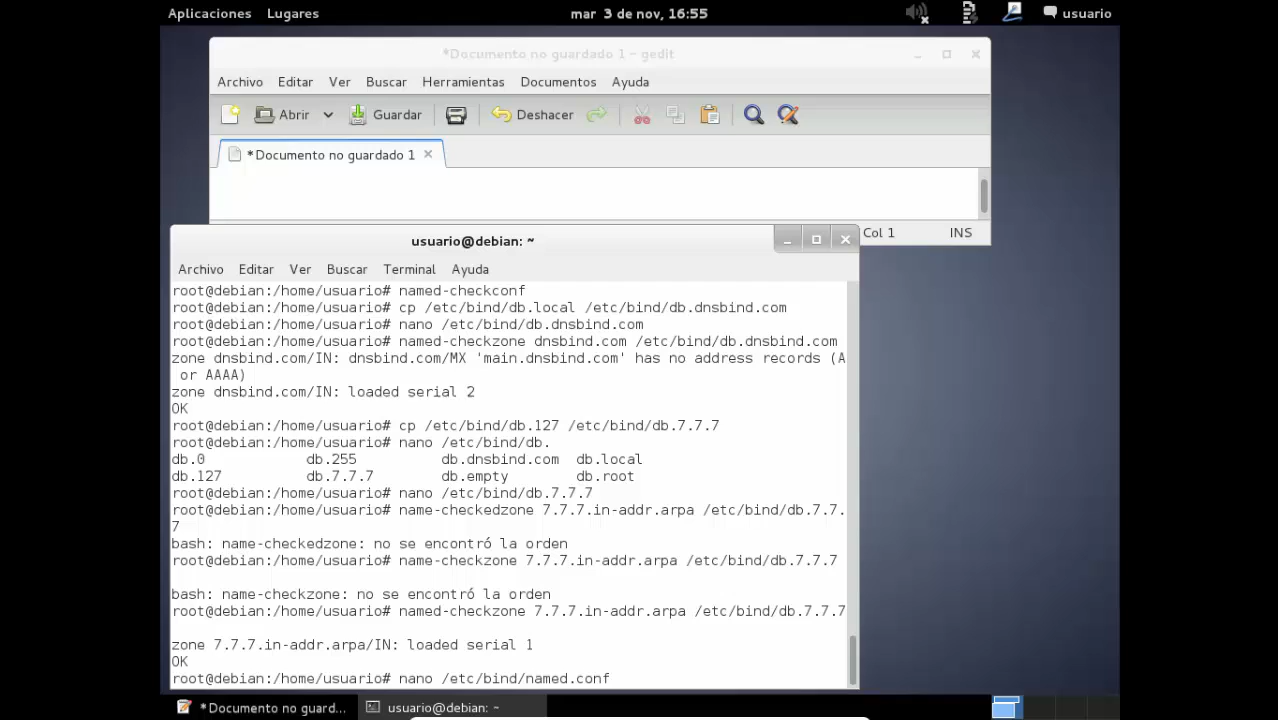 Aplicaciones Lugares mar 3 de nov, 16:55 usuario
*Documento no guardado 1 – gedit
Archivo Editar Ver Buscar Herramientas Documentos Ayuda
Abrir Guardar Deshacer
*Documento no guardado 1
Col 1 INS
usuario@debian: ~
Archivo Editar Ver Buscar Terminal Ayuda
root@debian:/home/usuario# named-checkconf
root@debian:/home/usuario# cp /etc/bind/db.local /etc/bind/db.dnsbind.com
root@debian:/home/usuario# nano /etc/bind/db.dnsbind.com
root@debian:/home/usuario# named-checkzone dnsbind.com /etc/bind/db.dnsbind.com
zone dnsbind.com/IN: dnsbind.com/MX 'main.dnsbind.com' has no address records (A
or AAAA)
zone dnsbind.com/IN: loaded serial 2
OK
root@debian:/home/usuario# cp /etc/bind/db.127 /etc/bind/db.7.7.7
root@debian:/home/usuario# nano /etc/bind/db.
db.0 db.255 db.dnsbind.com db.local
db.127 db.7.7.7 db.empty db.root
root@debian:/home/usuario# nano /etc/bind/db.7.7.7
root@debian:/home/usuario# name-checkedzone 7.7.7.in-addr.arpa /etc/bind/db.7.7.
7
bash: name-checkedzone: no se encontró la orden
root@debian:/home/usuario# name-checkzone 7.7.7.in-addr.arpa /etc/bind/db.7.7.7
bash: name-checkzone: no se encontró la orden
root@debian:/home/usuario# named-checkzone 7.7.7.in-addr.arpa /etc/bind/db.7.7.7
zone 7.7.7.in-addr.arpa/IN: loaded serial 1
OK
root@debian:/home/usuario# nano /etc/bind/named.conf
*Documento no guard... usuario@debian: ~